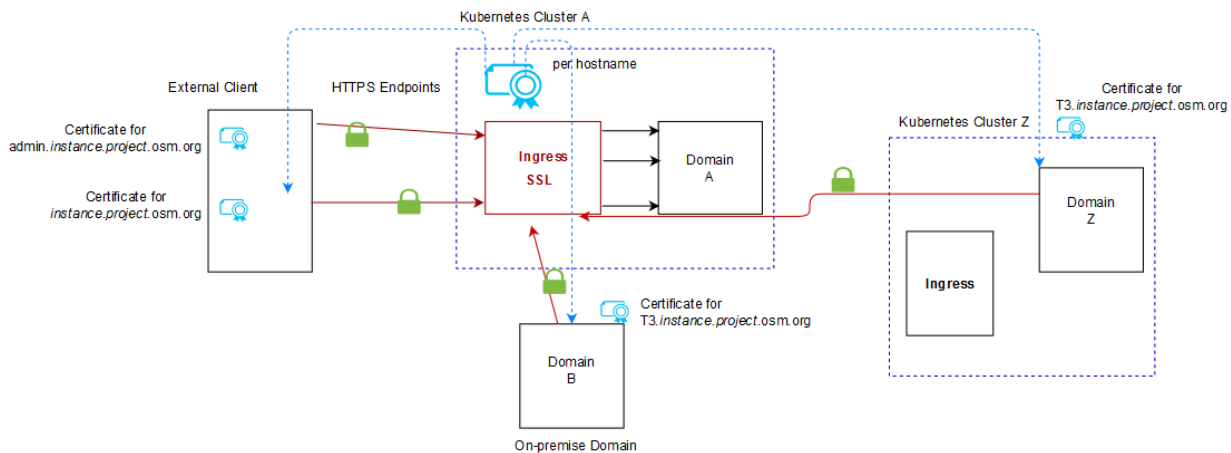 Kubernetes Cluster A
per hostname
External Client
HTTPS Endpoints
Certificate for
admin.instance.project.osm.org
Certificate for
instance.project.osm.org
Ingress
SSL
Domain
A
Certificate for
T3.instance.project.osm.org
Kubernetes Cluster Z
Domain
Z
Ingress
Certificate for
T3.instance.project.osm.org
Domain
B
On-premise Domain